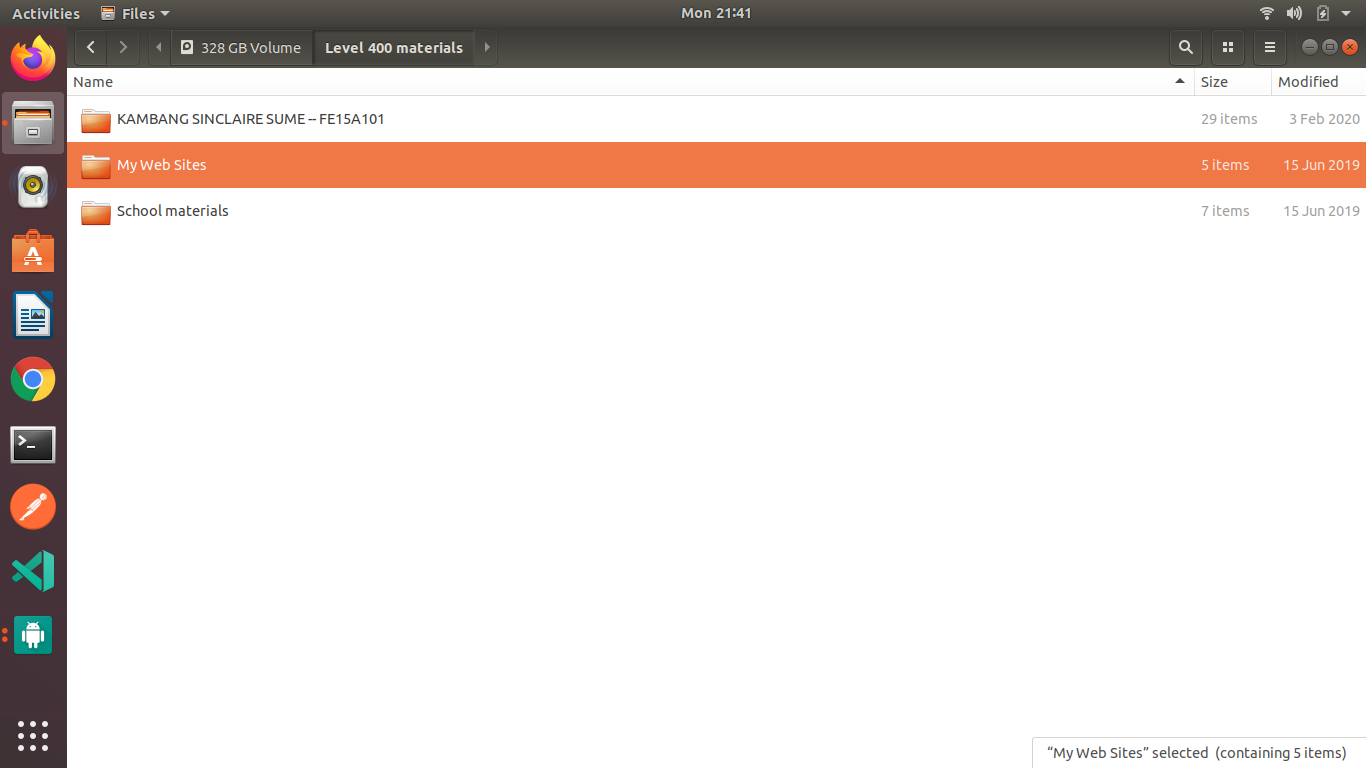 Activities Files Mon 21:41
328 GB Volume Level 400 materials
Name Size Modified
KAMBANG SINCLAIRE SUME -- FE15A101 29 items 3 Feb 2020
My Web Sites 5 items 15 Jun 2019
School materials 7 items 15 Jun 2019
“My Web Sites” selected (containing 5 items)